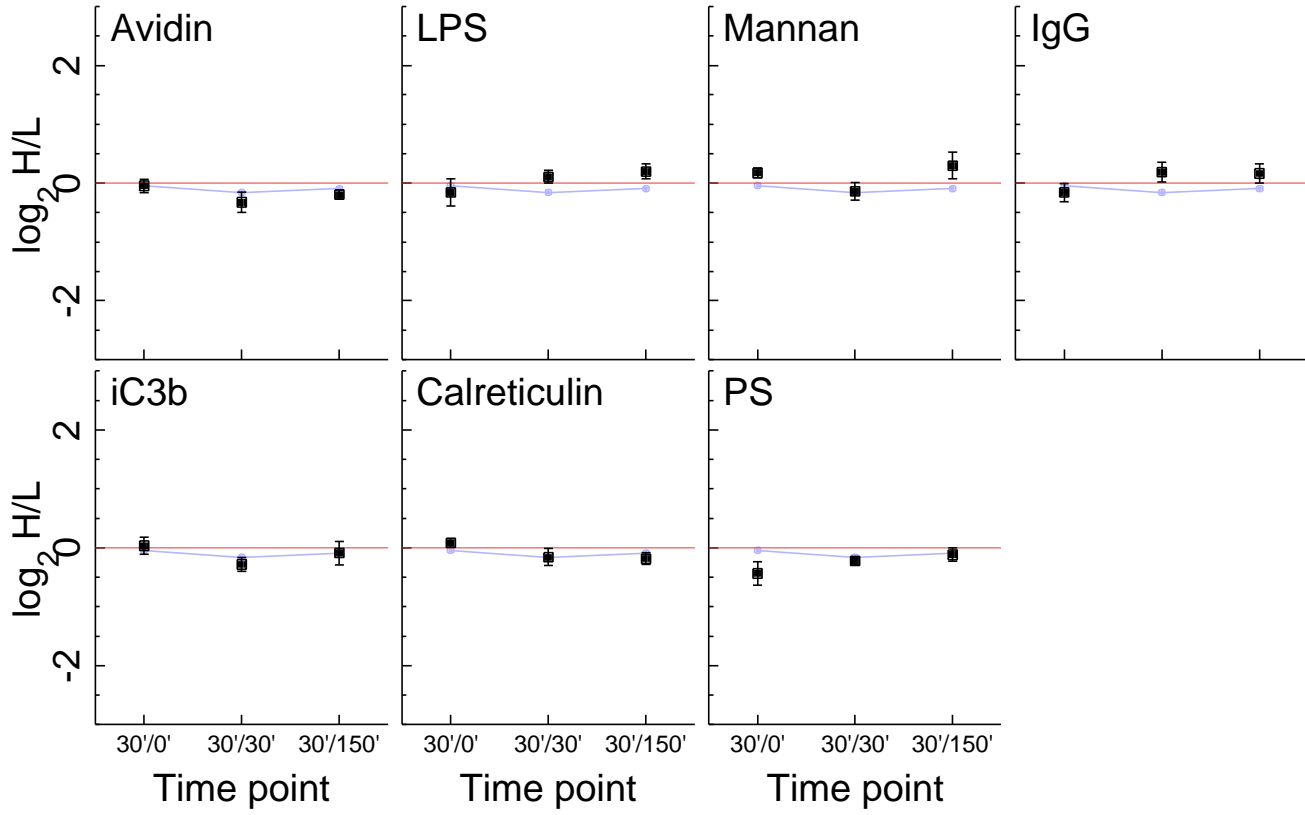 Avidin
LPS
Mannan
IgG
2
0
-2
log2 H/L
iC3b
Calreticulin
PS
2
0
-2
log2 H/L
30'/0' 30'/30' 30'/150'
30'/0' 30'/30' 30'/150'
30'/0' 30'/30' 30'/150'
Time point
Time point
Time point